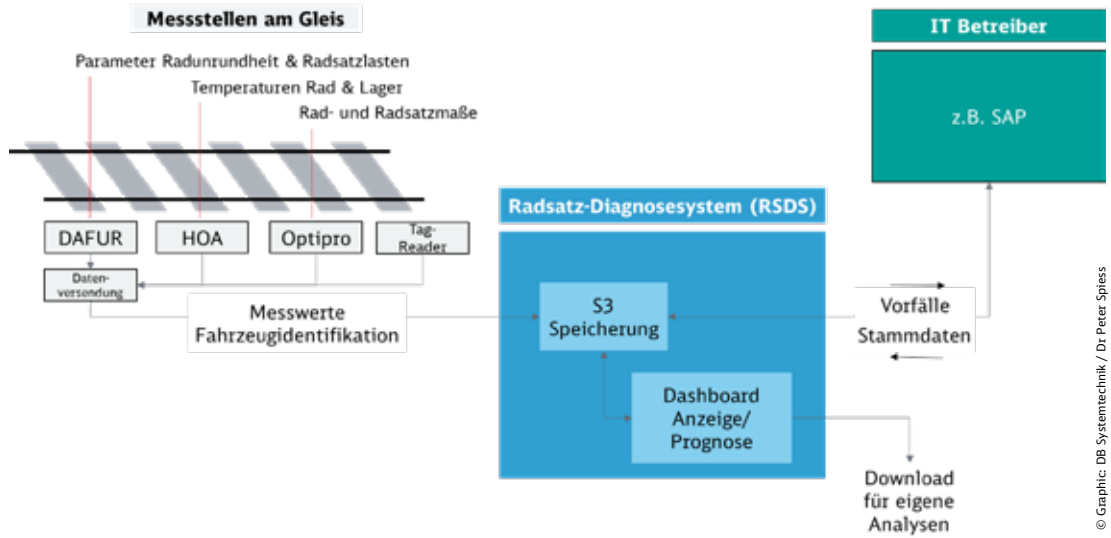 Messstellen am Gleis
Parameter Radunrundheit & Radsatzlasten
Temperaturen Rad & Lager
Rad- und Radsatzmaße
DAFUR
HOA
Optipro
Tag-
Reader
Daten-
versendung
Messwerte
Fahrzeugidentifikation
Radsatz-Diagnosesystem (RSDS)
S3
Speicherung
Dashboard
Anzeige/
Prognose
IT Betreiber
z.B. SAP
Vorfälle
Stammdaten
Download
für eigene
Analysen
© Graphic: DB Systemtechnik / Dr Peter Spiess